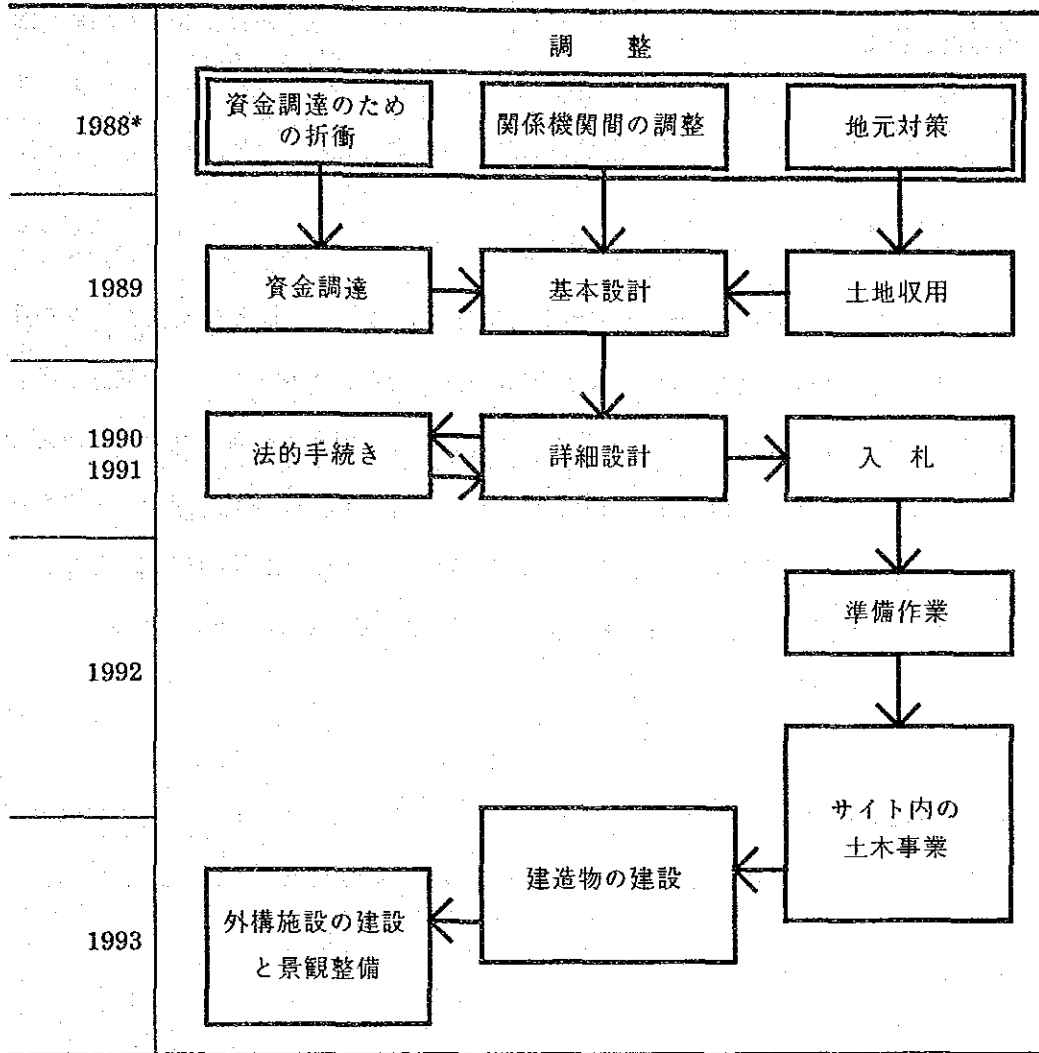 調 整
1988*
資金調達のため
の折衝
関係機関間の調整
地元対策
1989
資金調達
基本設計
土地収用
1990
1991
法的手続き
詳細設計
入 札
準備作業
1992
サイト内の
土木事業
建造物の建設
1993
外構施設の建設
と景観整備